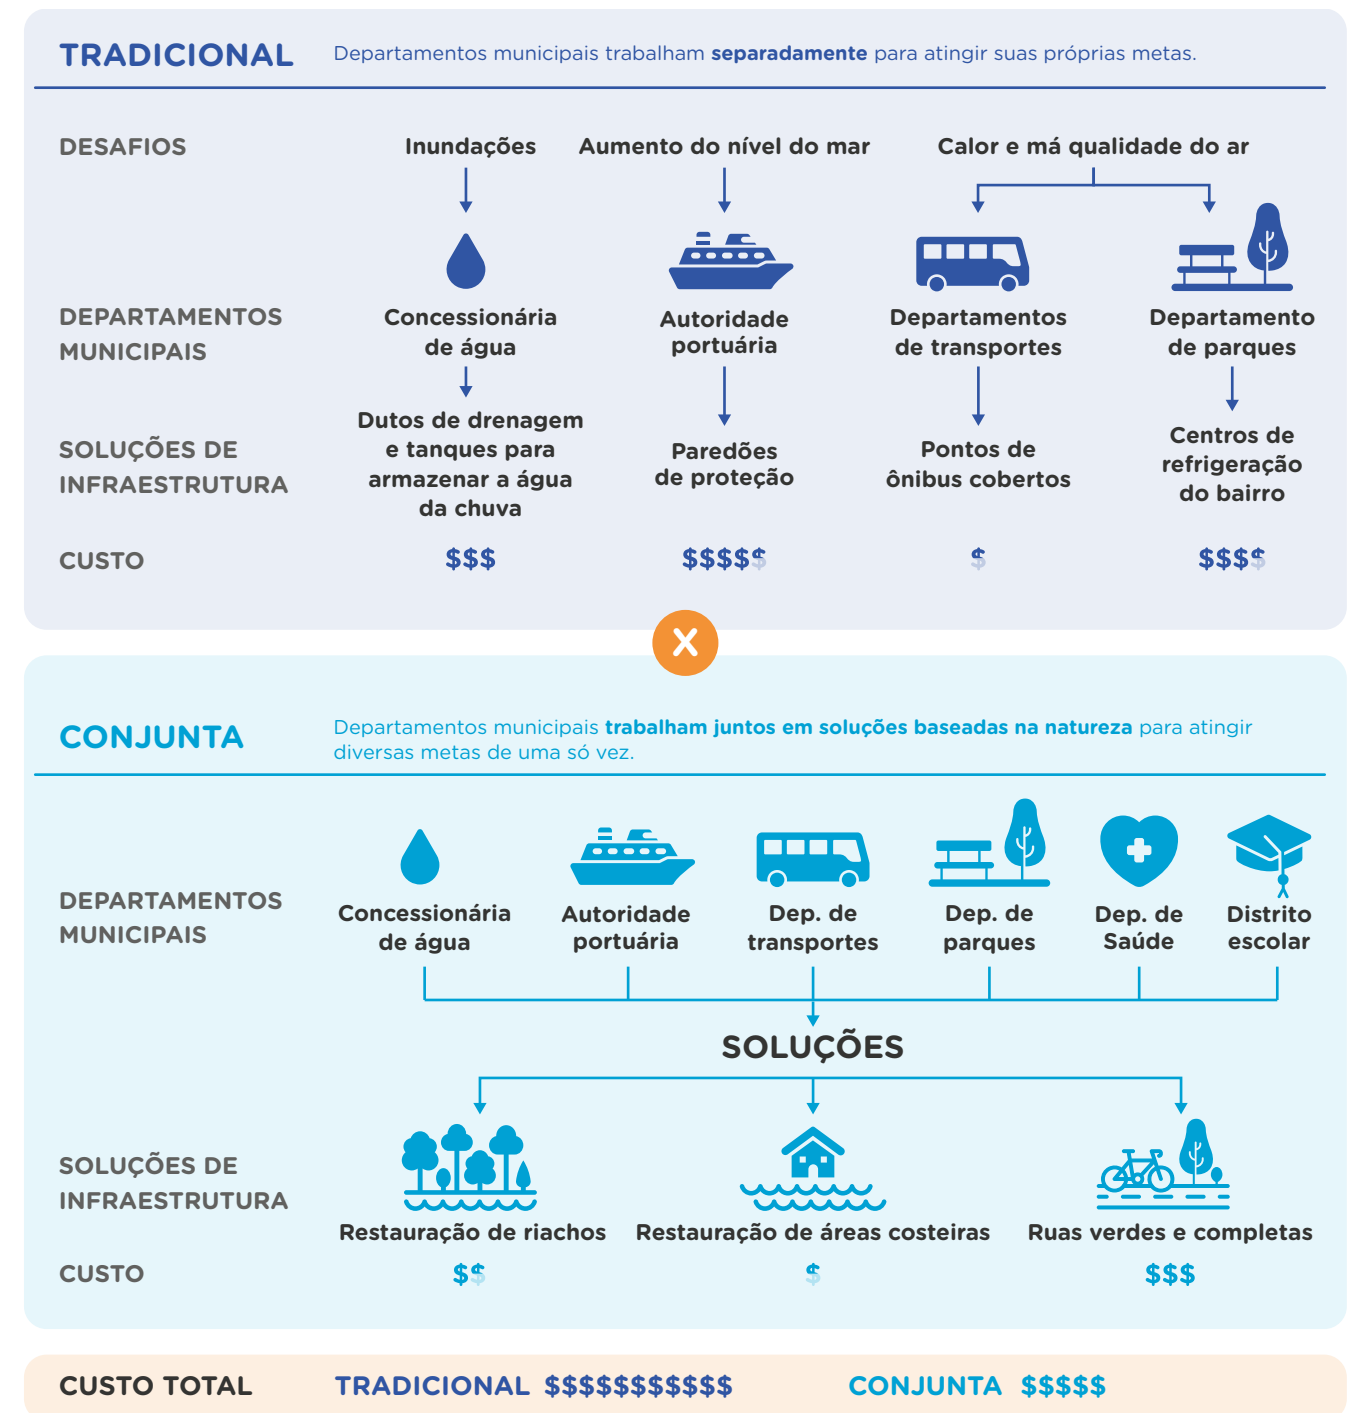 TRADICIONAL
Departamentos municipais trabalham separadamente para atingir suas próprias metas.
DESAFIOS
Inundações
Aumento do nível do mar
Calor e má qualidade do ar
DEPARTAMENTOS
MUNICIPAIS
Concessionária
de água
Autoridade
portuária
Departamentos
de transportes
Departamento
de parques
SOLUÇÕES DE
INFRAESTRUTURA
Dutos de drenagem
e tanques para
armazenar a água
da chuva
Paredões
de proteção
Pontos de
ônibus cobertos
Centros de
refrigeração
do bairro
CUSTO
$$$
$$$$$
$
$$$$
X
CONJUNTA
Departamentos municipais trabalham juntos em soluções baseadas na natureza para atingir
diversas metas de uma só vez.
DEPARTAMENTOS
MUNICIPAIS
Concessionária
de água
Autoridade
portuária
Dep. de
transportes
Dep. de
parques
Dep. de
Saúde
Distrito
escolar
SOLUÇÕES
SOLUÇÕES DE
INFRAESTRUTURA
Restauração de riachos
Restauração de áreas costeiras
Ruas verdes e completas
CUSTO
$$
$
$$$
CUSTO TOTAL
TRADICIONAL $$$$$$$$$$$
CONJUNTA $$$$$